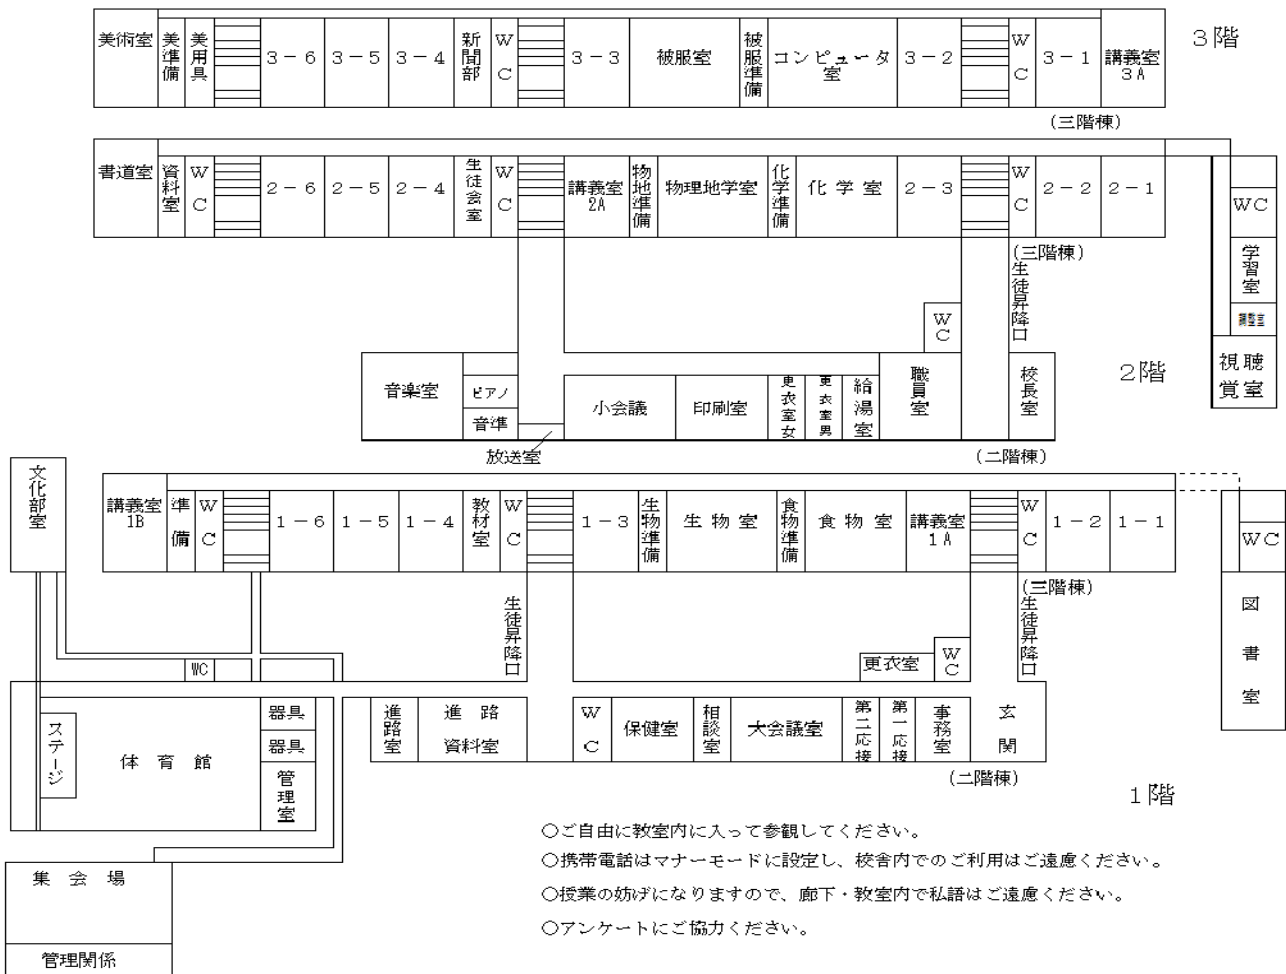 美術室
美準備
美用具
3－6
3－5
3－4
新聞部
WC
3－3
被服室
被服準備
コンピュータ室
3－2
WC
3－1
講義室
3A
3階
(三階棟)
書道室
資料室
WC
2－6
2－5
2－4
生徒会室
WC
講義室
2A
物地準備
物理地学室
化学準備
化学室
2－3
WC
2－2
2－1
WC
学習室
調整室
視聴覚室
(三階棟)
生徒昇降口
WC
2階
音楽室
ピアノ
音準
放送室
小会議
印刷室
更衣室女
更衣室男
給湯室
職員室
校長室
(二階棟)
文化部室
講義室
1B
準備
WC
1－6
1－5
1－4
教材室
WC
1－3
生物準備
生物室
食物準備
食物室
講義室
1A
WC
1－2
1－1
WC
図書室
(三階棟)
生徒昇降口
生徒昇降口
WC
更衣室
WC
ステージ
体育館
器具
器具
管理室
進路室
進路
資料室
WC
保健室
相談室
大会議室
第二応接
第一応接
事務室
玄関
(二階棟)
1階
集会場
管理関係
○ご自由に教室内に入って参観してください。
○携帯電話はマナーモードに設定し、校舎内でのご利用はご遠慮ください。
○授業の妨げになりますので、廊下・教室内で私語はご遠慮ください。
○アンケートにご協力ください。